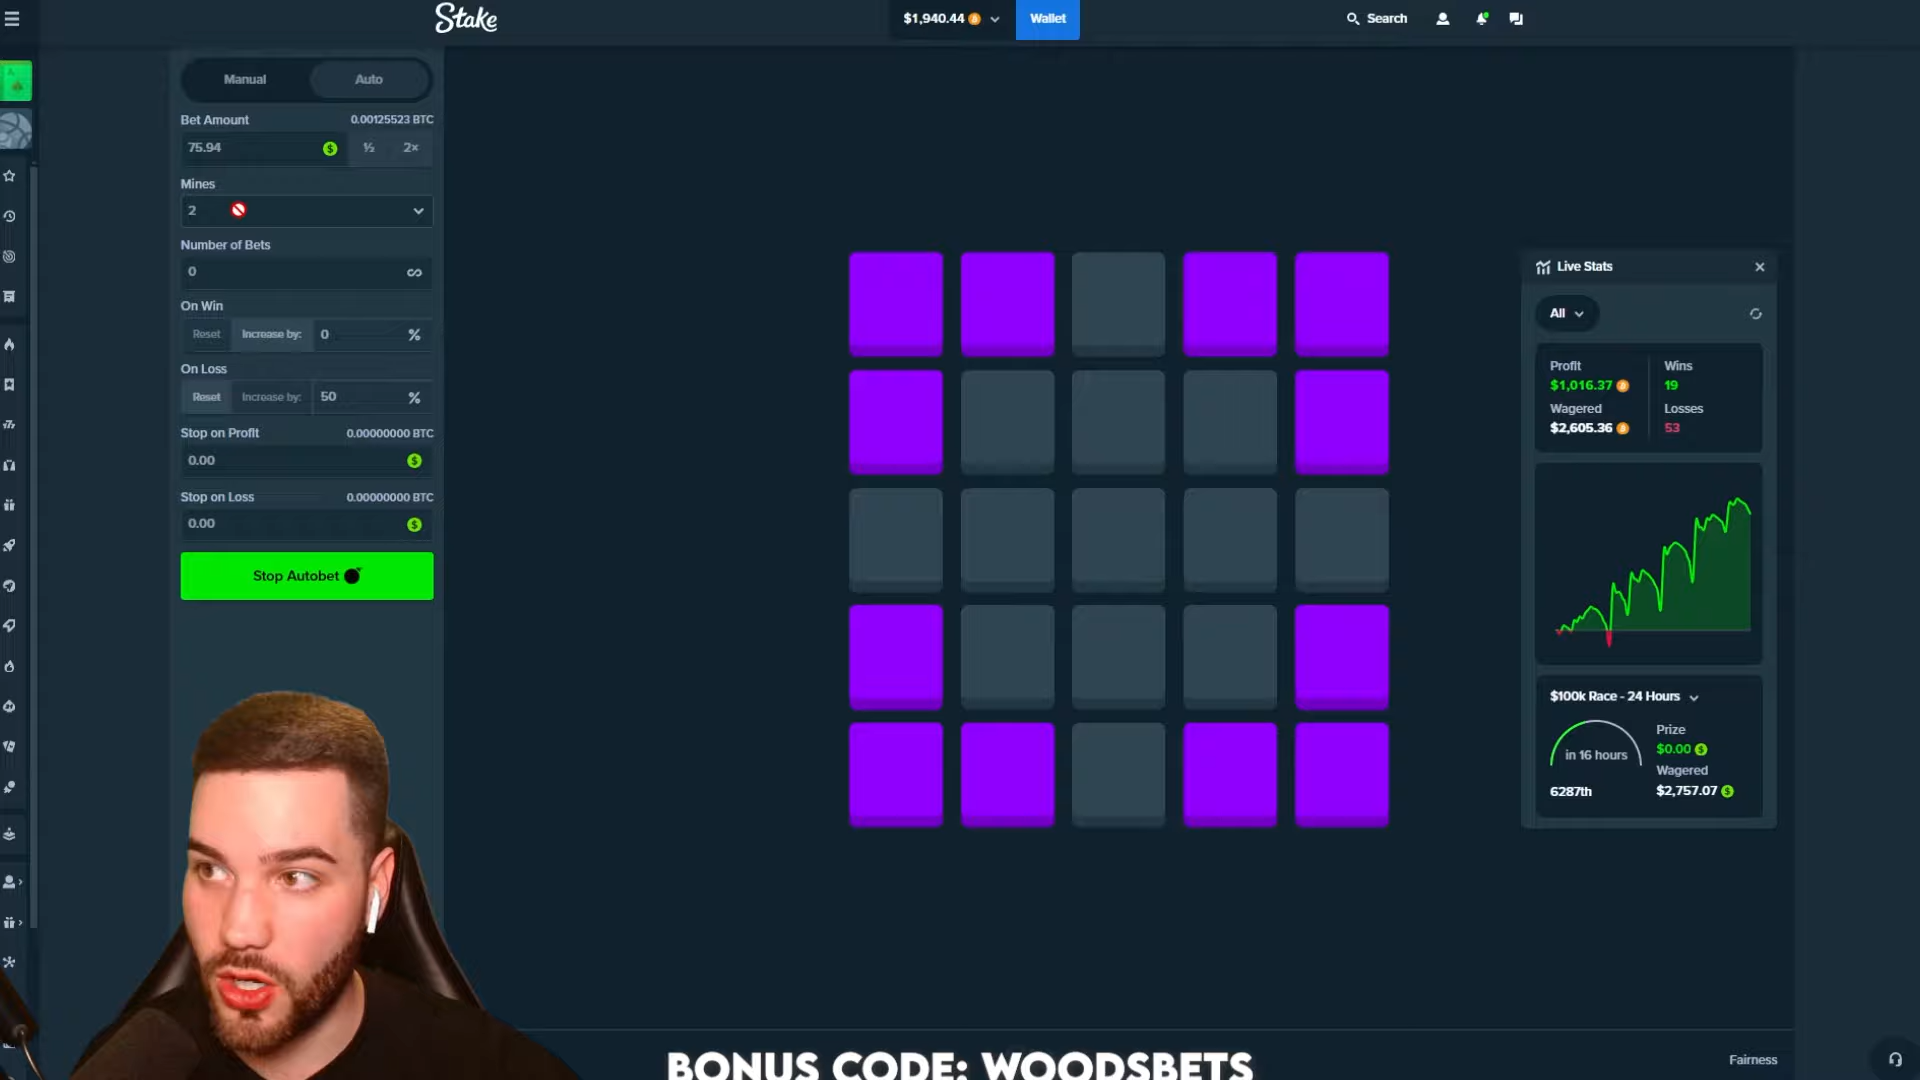 Stake
$1,940.44
Wallet
Search
Manual
Auto
Bet Amount
0.00125523 BTC
75.94
½
2×
Mines
2
Number of Bets
0
∞
On Win
Reset
Increase by:
0
%
On Loss
Reset
Increase by:
50
%
Stop on Profit
0.00000000 BTC
0.00
Stop on Loss
0.00000000 BTC
0.00
Stop Autobet
Live Stats
All
Profit
Wins
$1,016.37
19
Wagered
Losses
$2,605.36
53
$100k Race - 24 Hours
in 16 hours
Prize
$0.00
Wagered
6287th
$2,757.07
BONUS CODE: WOODSBETS
Fairness